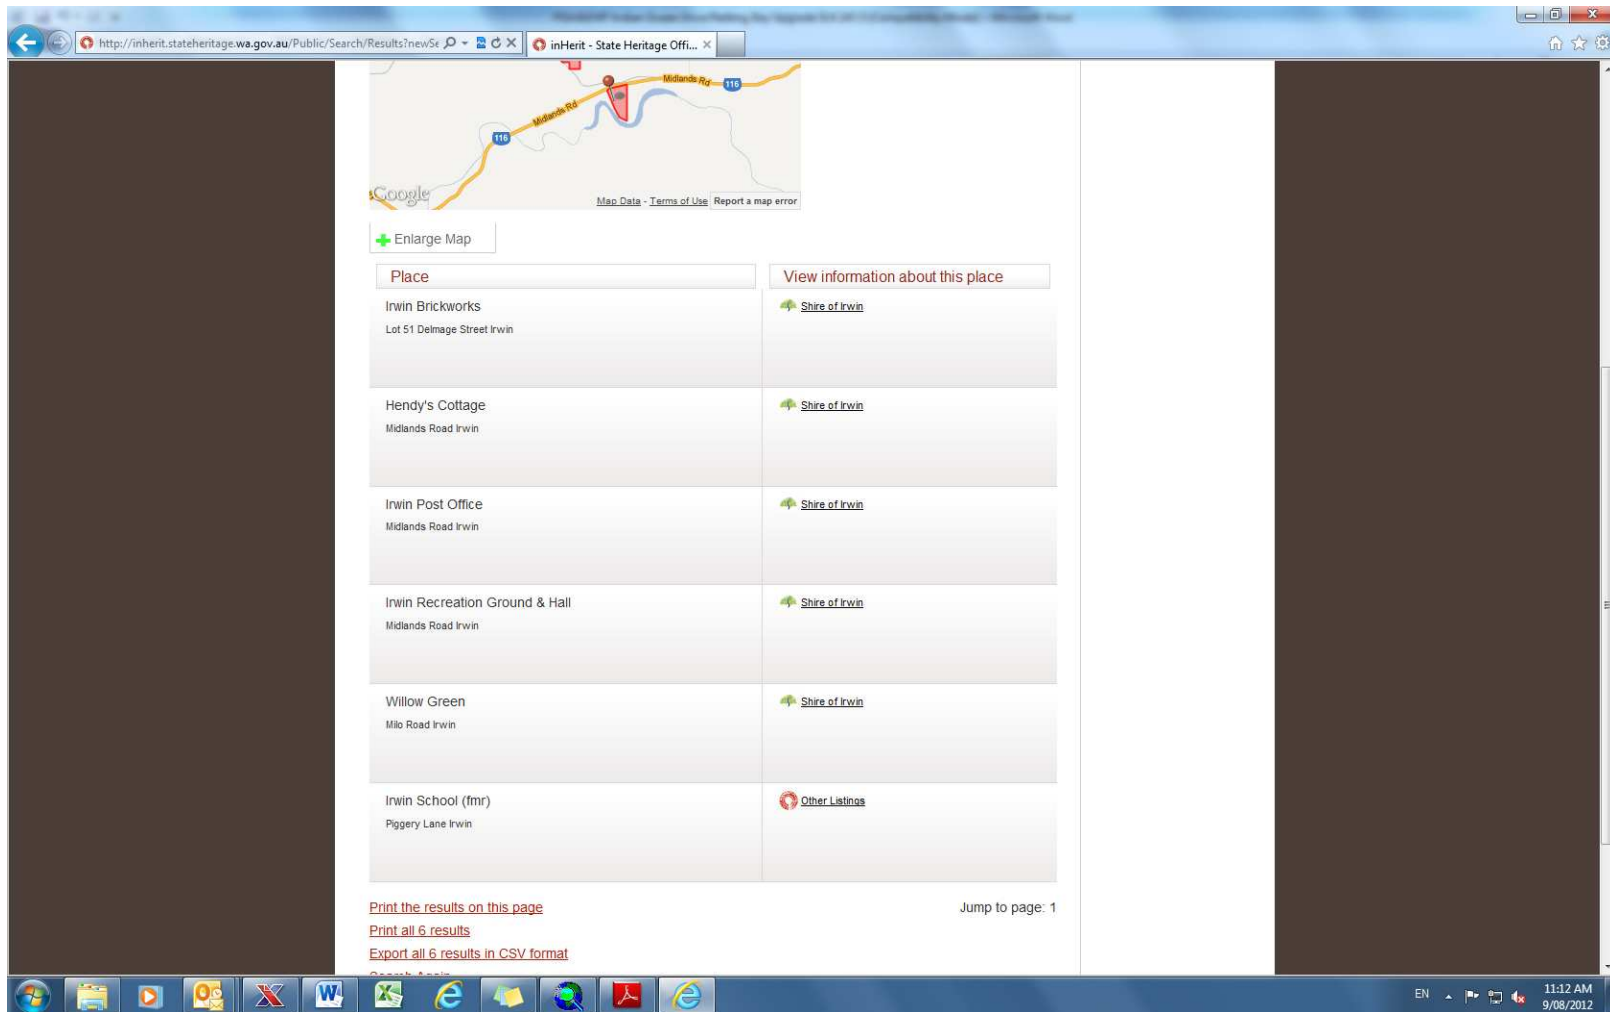 http://inherit.stateheritage.wa.gov.au/Public/Search/Results?newSe
inHerit - State Heritage Offi...
Midlands Rd
116
Midlands Rd
116
Google
Map Data - Terms of Use Report a map error
Enlarge Map
Place
View information about this place
Irwin Brickworks
Shire of Irwin
Lot 51 Delmage Street Irwin
Hendy's Cottage
Shire of Irwin
Midlands Road Irwin
Irwin Post Office
Shire of Irwin
Midlands Road Irwin
Irwin Recreation Ground & Hall
Shire of Irwin
Midlands Road Irwin
Willow Green
Shire of Irwin
Milo Road Irwin
Irwin School (fmr)
Other Listings
Piggery Lane Irwin
Print the results on this page
Jump to page: 1
Print all 6 results
Export all 6 results in CSV format
EN
11:12 AM
9/08/2012